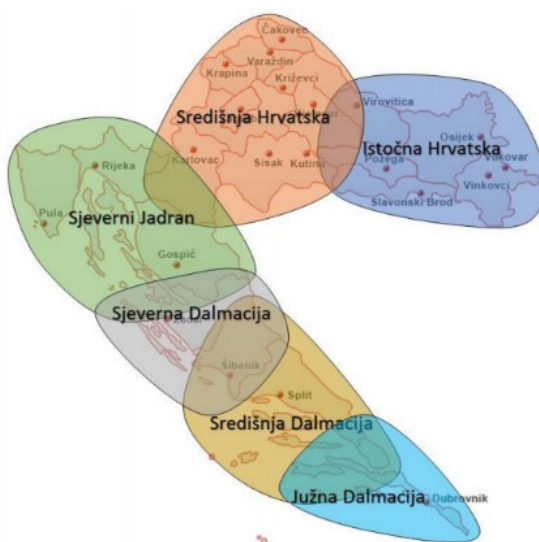 Čakovec
Varaždin
Krapina
Križevci
Središnja Hrvatska
Virovitica
Osijek
Istočna Hrvatska
Karlovac
Sisak
Kutina
Požega
Vukovar
Vinkovci
Slavonski Brod
Rijeka
Pula
Sjeverni Jadran
Gospić
Sjeverna Dalmacija
Zadar
Šibenik
Split
Središnja Dalmacija
Južna Dalmacija
Dubrovnik